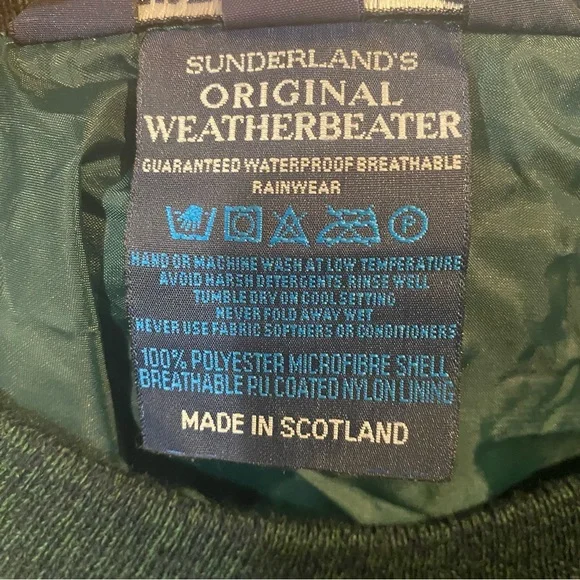 SUNDERLAND'S
ORIGINAL
WEATHERBEATER
GUARANTEED WATERPROOF BREATHABLE
RAINWEAR
P
HAND OR MACHINE WASH AT LOW TEMPERATURE
AVOID HARSH DETERGENTS. RINSE WELL
TUMBLE DRY ON COOL SETTING
NEVER FOLD AWAY WET
NEVER USE FABRIC SOFTNERS OR CONDITIONERS
100% POLYESTER MICROFIBRE SHELL
BREATHABLE P.U. COATED NYLON LINING
MADE IN SCOTLAND